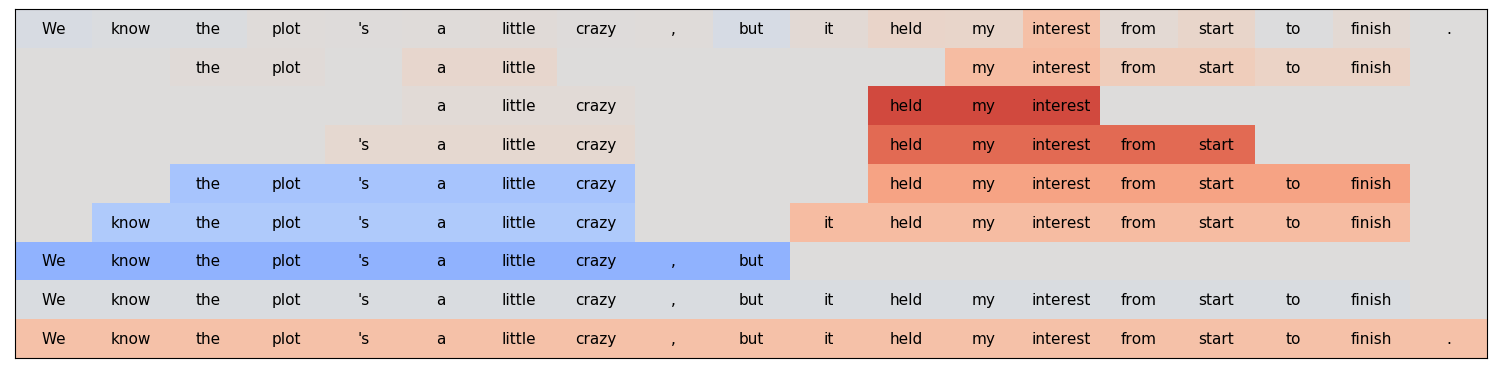 We know the plot 's a little crazy , but it held my interest from start to finish .
the plot a little my interest from start to finish
a little crazy held my interest
's a little crazy held my interest from start
the plot 's a little crazy held my interest from start to finish
know the plot 's a little crazy it held my interest from start to finish
We know the plot 's a little crazy , but
We know the plot 's a little crazy , but it held my interest from start to finish
We know the plot 's a little crazy , but it held my interest from start to finish .